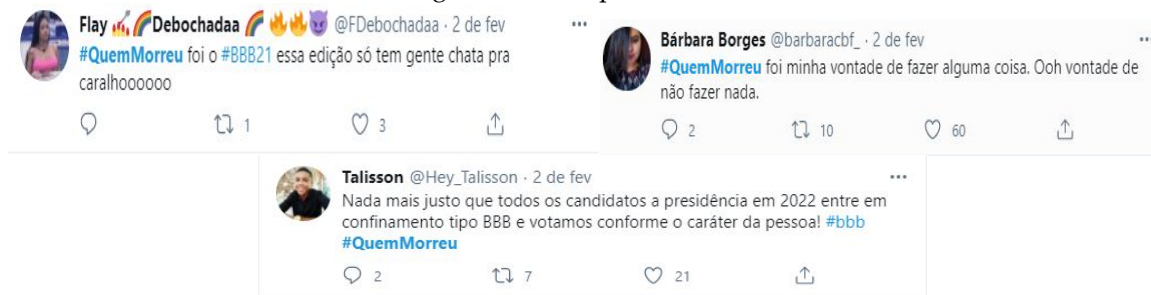 Flay 💅🌈Debochadaa 🌈🔥🔥😈 @FDebochadaa · 2 de fev
#QuemMorreu foi o #BBB21 essa edição só tem gente chata pra
caralhoooooo
1 3
Bárbara Borges @barbaracbf_ · 2 de fev
#QuemMorreu foi minha vontade de fazer alguma coisa. Ooh vontade de
não fazer nada.
2 10 60
Talisson @Hey_Talisson · 2 de fev
Nada mais justo que todos os candidatos a presidência em 2022 entre em
confinamento tipo BBB e votamos conforme o caráter da pessoa! #bbb
#QuemMorreu
2 7 21